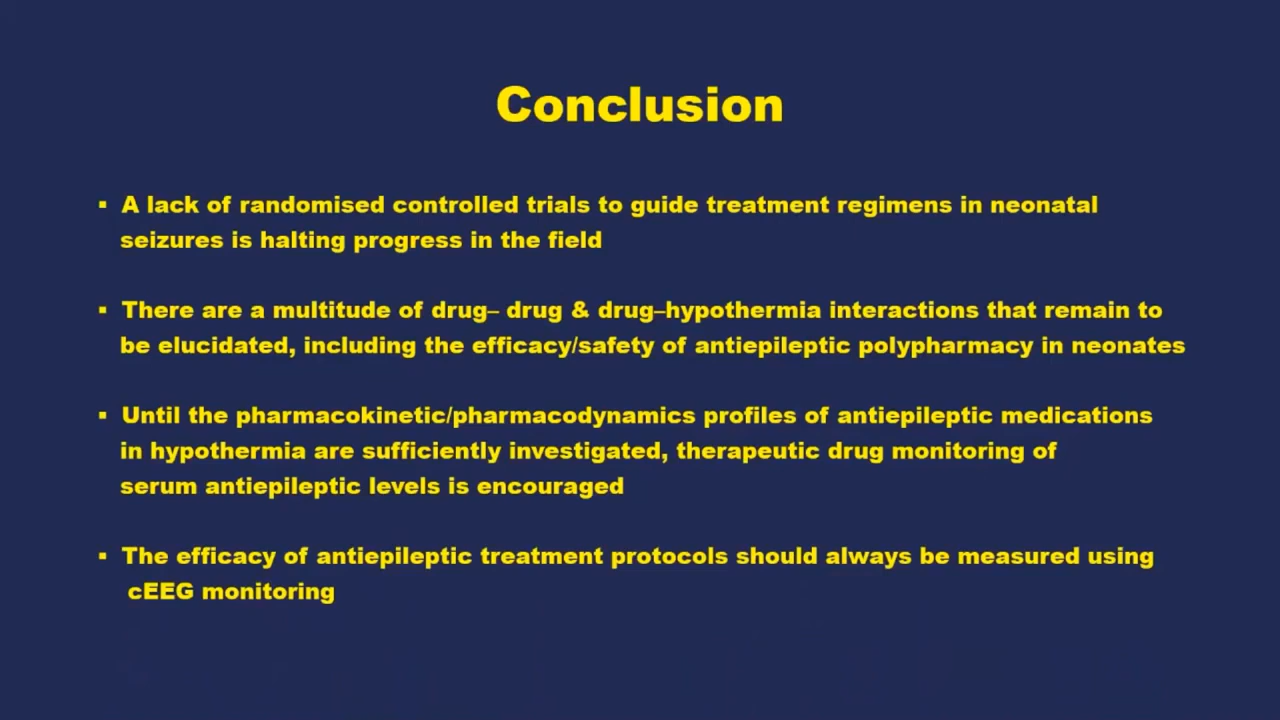 Conclusion
▪ A lack of randomised controlled trials to guide treatment regimens in neonatal
seizures is halting progress in the field
▪ There are a multitude of drug– drug & drug–hypothermia interactions that remain to
be elucidated, including the efficacy/safety of antiepileptic polypharmacy in neonates
▪ Until the pharmacokinetic/pharmacodynamics profiles of antiepileptic medications
in hypothermia are sufficiently investigated, therapeutic drug monitoring of
serum antiepileptic levels is encouraged
▪ The efficacy of antiepileptic treatment protocols should always be measured using
cEEG monitoring